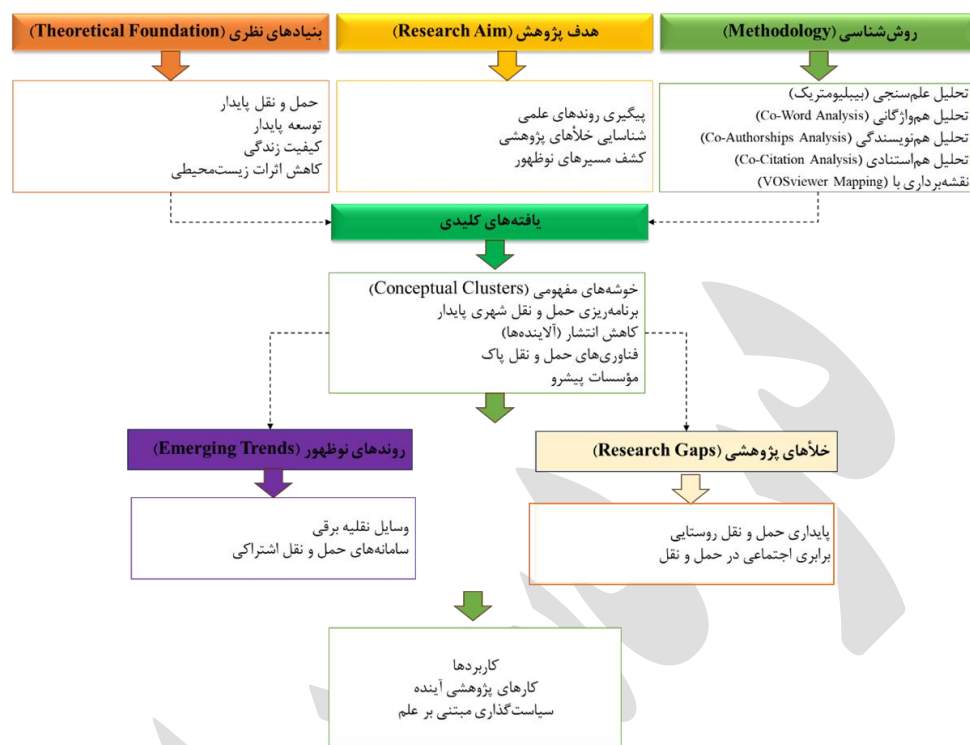 روش‌شناسی (Methodology)
تحلیل علم‌سنجی (بیبلیومتریک)
تحلیل هم‌واژگانی (Co-Word Analysis)
تحلیل هم‌نویسندگی (Co-Authorships Analysis)
تحلیل هم‌استنادی (Co-Citation Analysis)
نقشه‌برداری با (VOSviewer Mapping)
هدف پژوهش (Research Aim)
پیگیری روندهای علمی
شناسایی خلأهای پژوهشی
کشف مسیرهای نوظهور
بنیادهای نظری (Theoretical Foundation)
حمل و نقل پایدار
توسعه پایدار
کیفیت زندگی
کاهش اثرات زیست‌محیطی
یافته‌های کلیدی
خوشه‌های مفهومی (Conceptual Clusters)
برنامه‌ریزی حمل و نقل شهری پایدار
کاهش انتشار (آلاینده‌ها)
فناوری‌های حمل و نقل پاک
مؤسسات پیشرو
خلأهای پژوهشی (Research Gaps)
پایداری حمل و نقل روستایی
برابری اجتماعی در حمل و نقل
روندهای نوظهور (Emerging Trends)
وسایل نقلیه برقی
سامانه‌های حمل و نقل اشتراکی
کاربردها
کارهای پژوهشی آینده
سیاست‌گذاری مبتنی بر علم